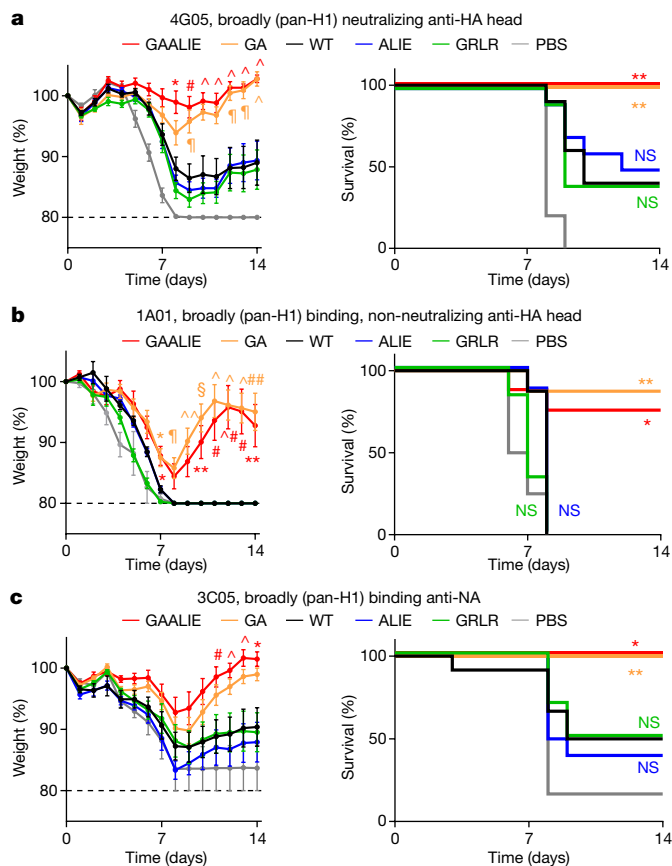 a
4G05, broadly (pan-H1) neutralizing anti-HA head
GAALIE GA WT ALIE GRLR PBS
Weight (%)
100
90
80
0 7 14
Time (days)
* # ^ ^ ^ ^ ^
¶ ¶ ¶ ^
Survival (%)
100
50
0
0 7 14
Time (days)
**
**
NS
NS
b
1A01, broadly (pan-H1) binding, non-neutralizing anti-HA head
GAALIE GA WT ALIE GRLR PBS
Weight (%)
100
90
80
0 7 14
Time (days)
* ¶ ^ ^ § ^ ^ ^ ##
* ** # ^ # # **
Survival (%)
100
50
0
0 7 14
Time (days)
**
*
NS NS
c
3C05, broadly (pan-H1) binding anti-NA
GAALIE GA WT ALIE GRLR PBS
Weight (%)
100
90
80
0 7 14
Time (days)
# ^ ^ *
Survival (%)
100
50
0
0 7 14
Time (days)
*
**
NS
NS